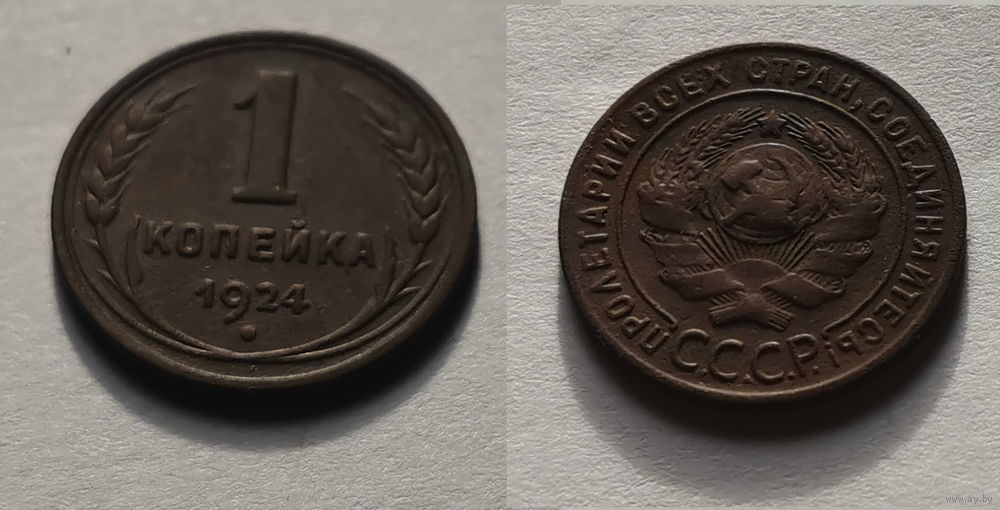 1
КОПЕЙКА
1924
ПРОЛЕТАРИИ ВСЕХ СТРАН, СОЕДИНЯЙТЕСЬ!
С.С.С.Р.
www.ay.by